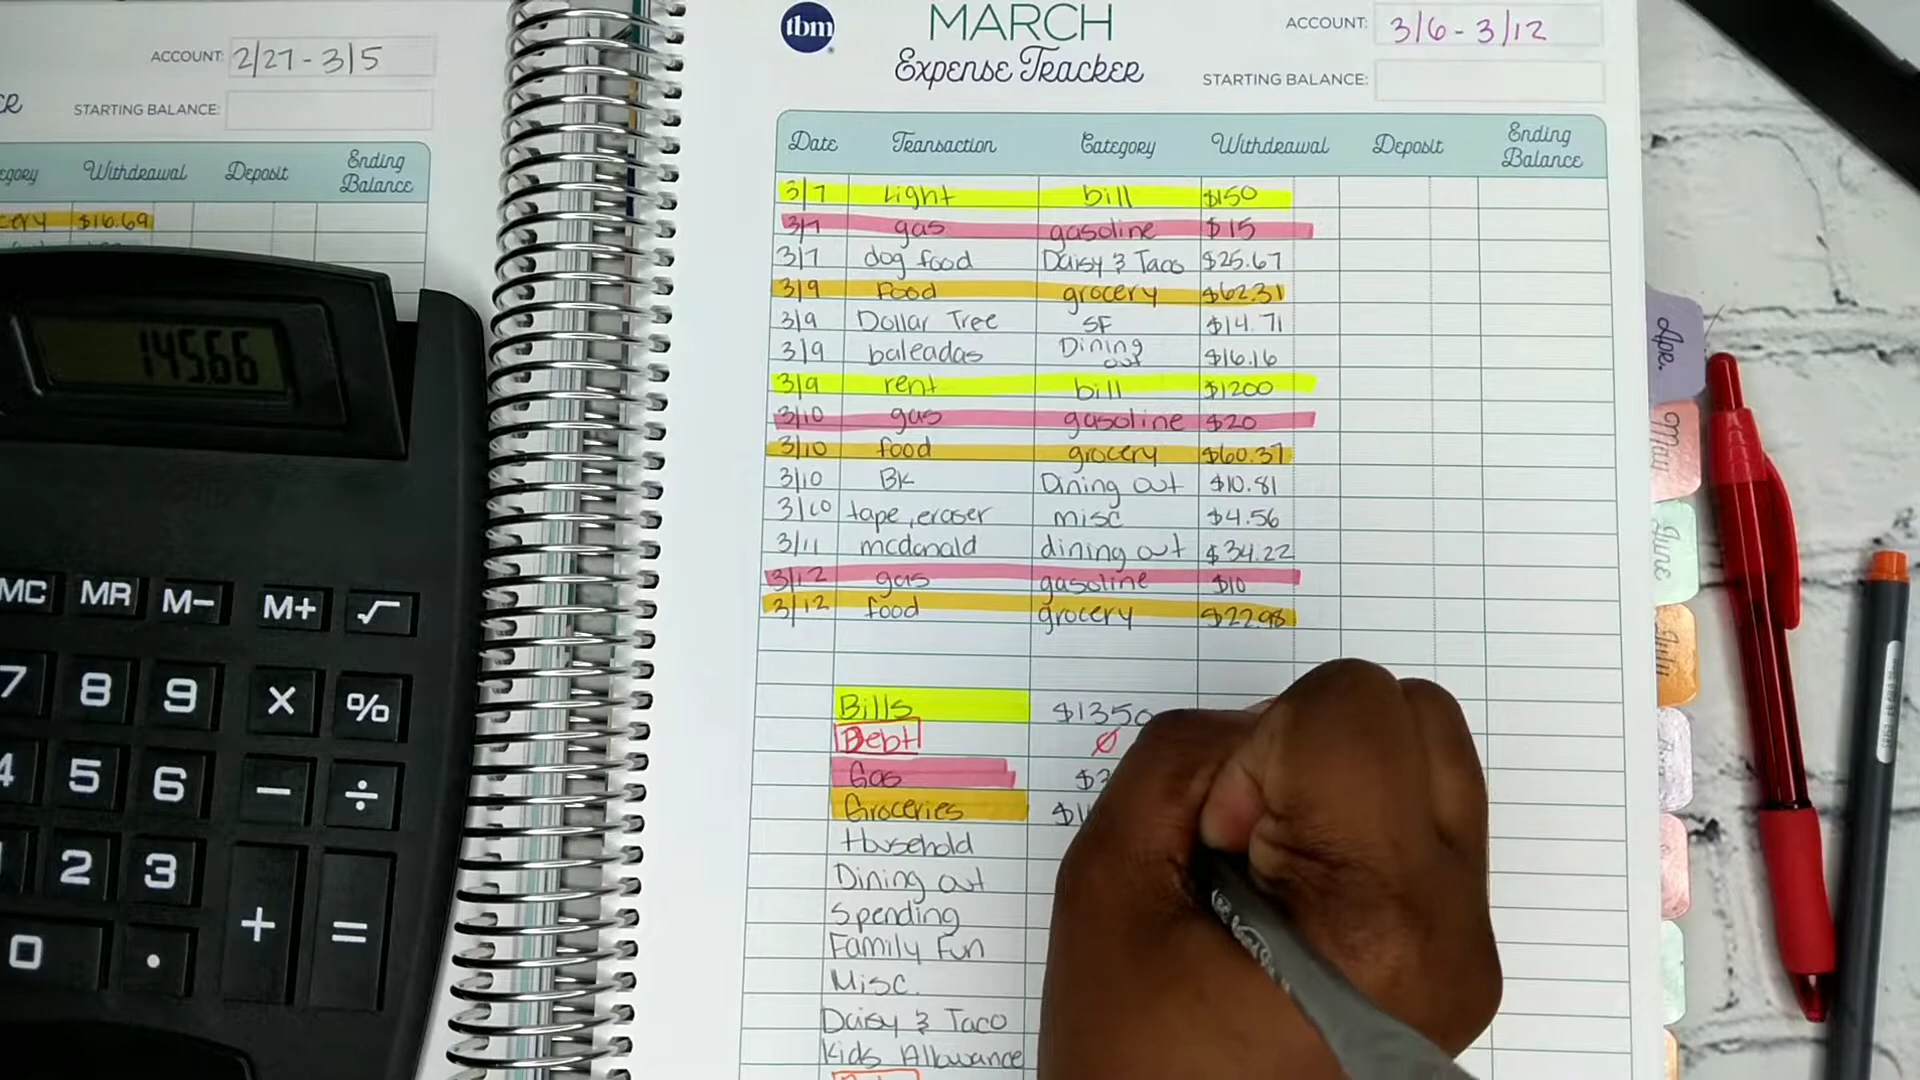 ACCOUNT: 2/27 - 3/5
STARTING BALANCE:
Withdrawal Deposit Ending Balance
$16.69
145.66
MC MR M- M+ √
7 8 9 X %
4 5 6 − ÷
2 3 + =
0 .
tbm
MARCH
Expense Tracker
ACCOUNT: 3/6 - 3/12
STARTING BALANCE:
Date Transaction Category Withdrawal Deposit Ending Balance
3/7 Light bill $150
3/7 gas gasoline $15
3/7 dog food Daisy & Taco $25.67
3/9 Food grocery $62.31
3/9 Dollar Tree SF $14.71
3/9 baleadas Dining out $16.16
3/9 rent bill $1200
3/10 gas gasoline $20
3/10 food grocery $60.37
3/10 BK Dining out $10.81
3/10 tape, eraser misc $4.56
3/11 mcdonald dining out $34.22
3/12 gas gasoline $10
3/12 food grocery $22.98
Bills $1350
Debt Ø
Gas
Groceries
Household
Dining out
Spending
Family Fun
Misc.
Daisy & Taco
Kids Allowance
Apr.
May
June
July